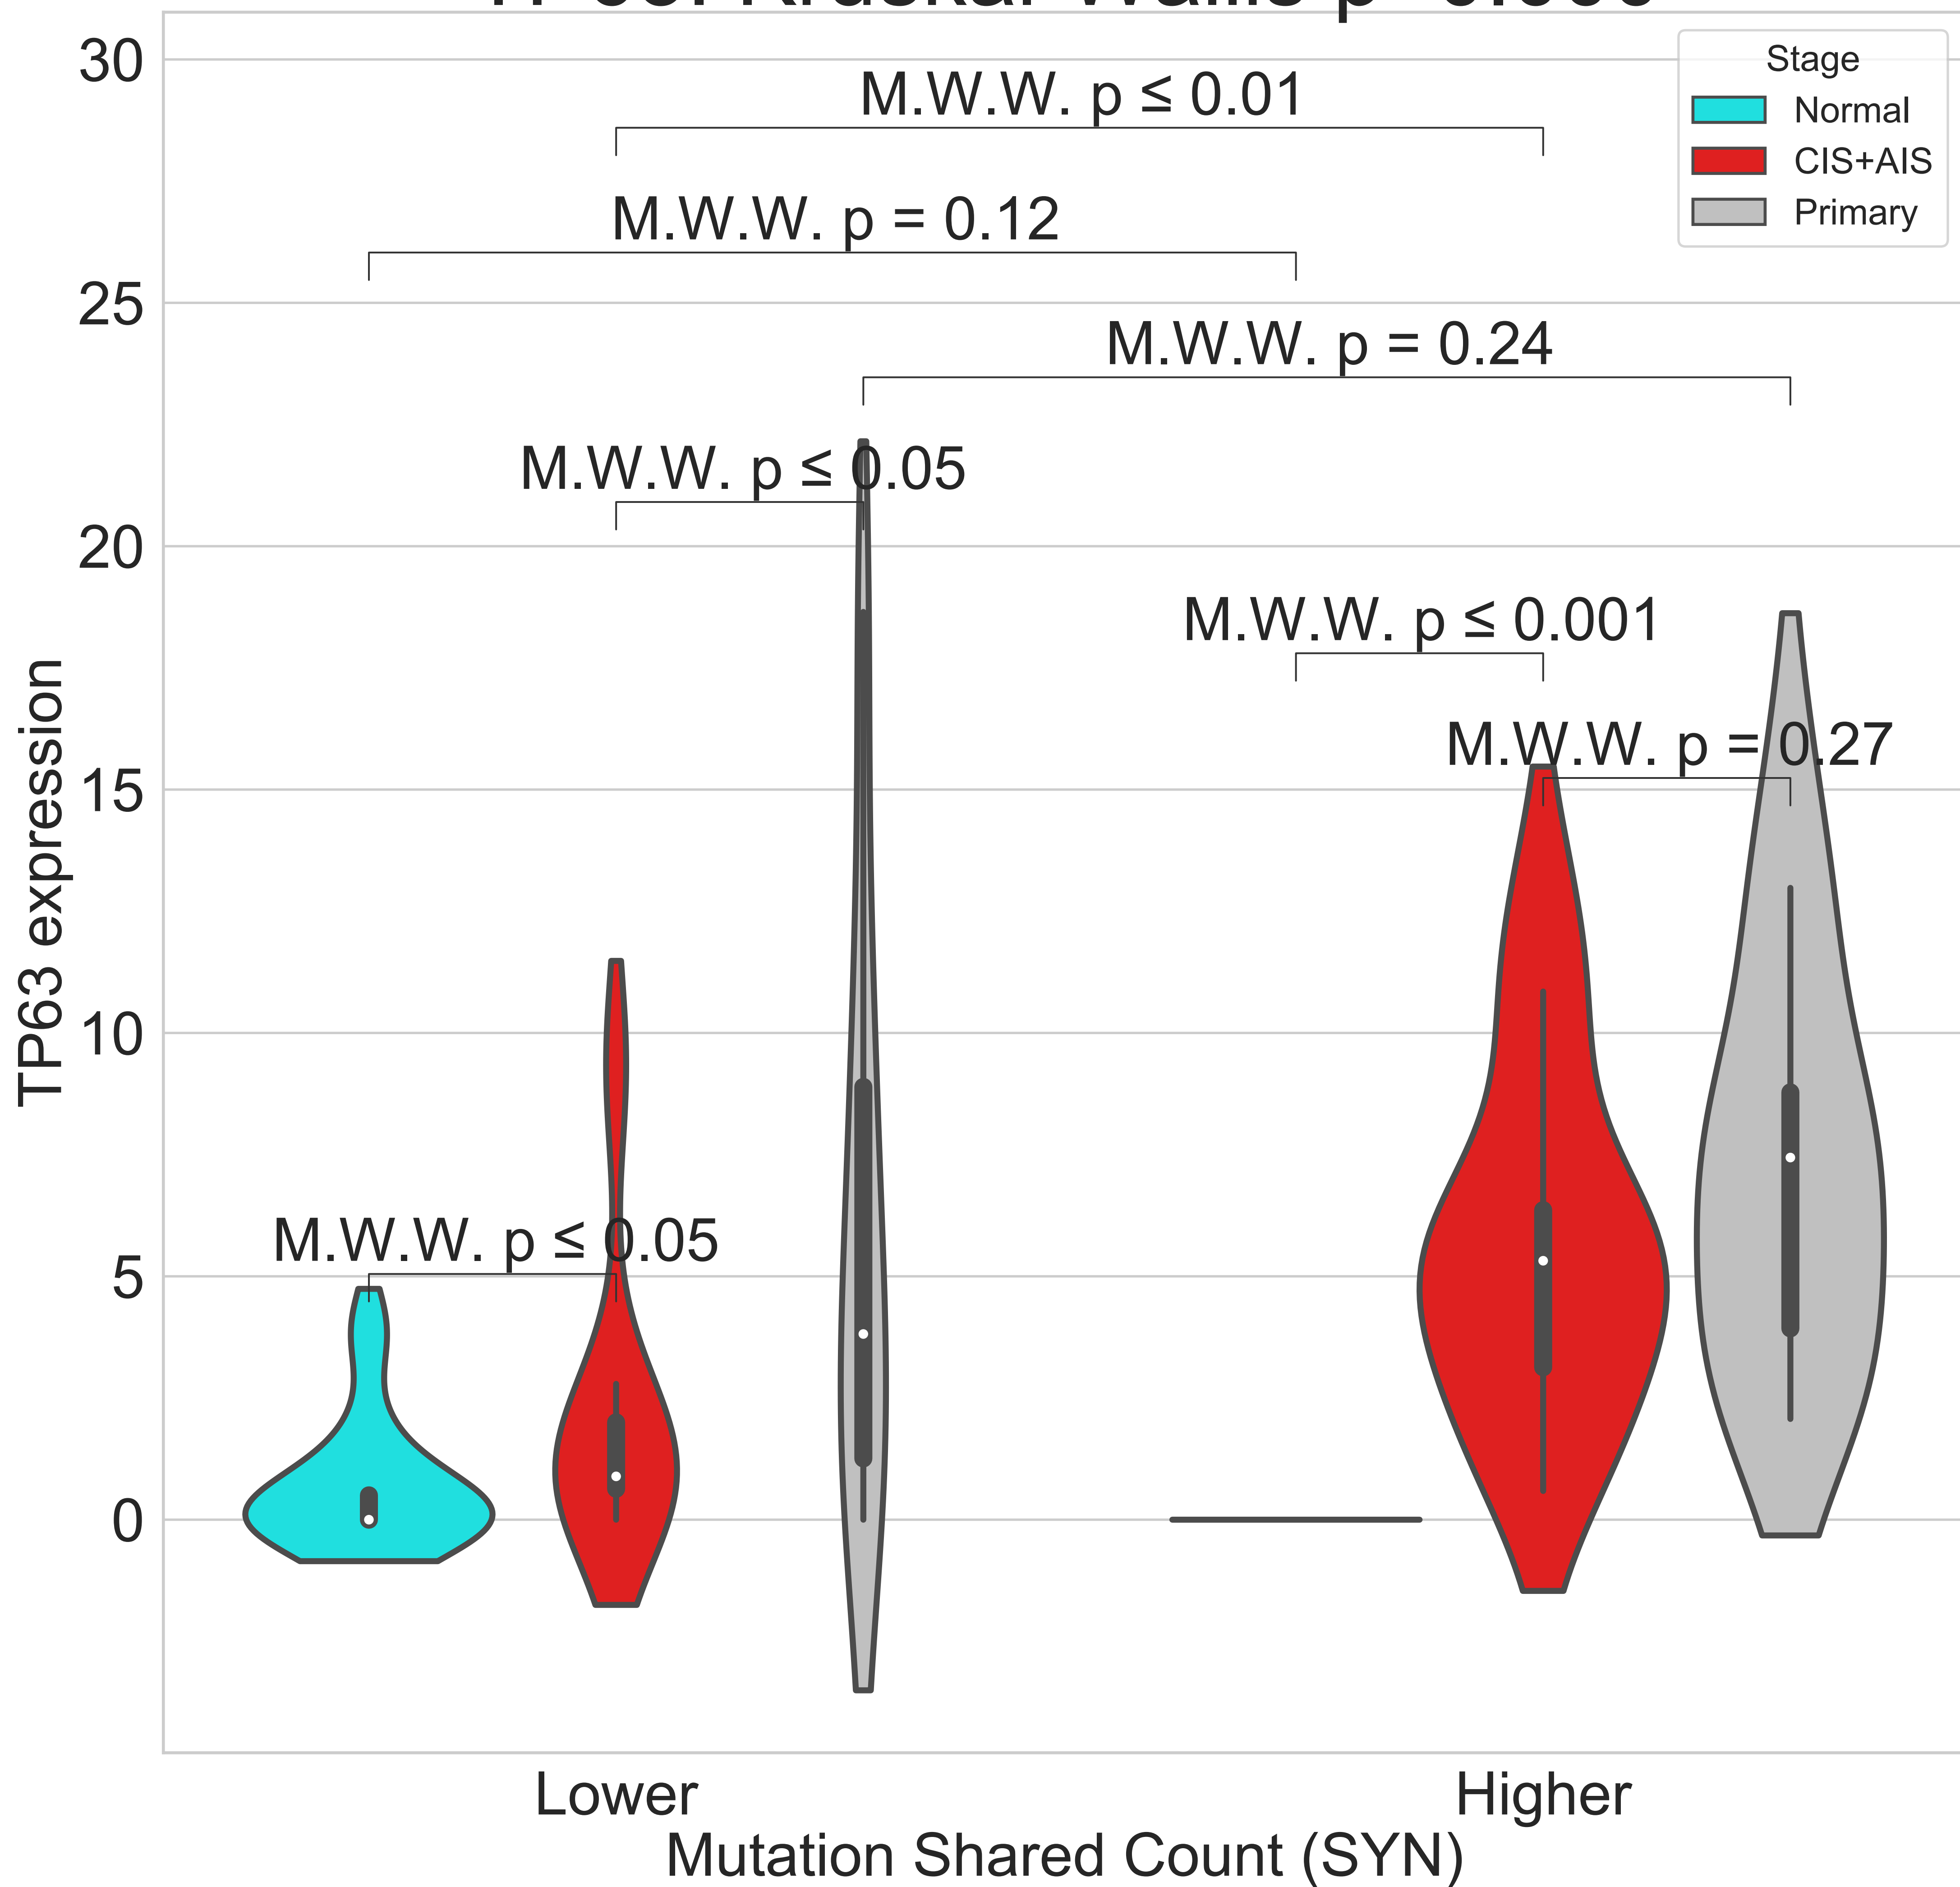 30
M.W.W. p ≤ 0.01
M.W.W. p = 0.12
25
M.W.W. p = 0.24
M.W.W. p ≤ 0.05
20
M.W.W. p ≤ 0.001
M.W.W. p = 0.27
15
10
M.W.W. p ≤ 0.05
5
0
TP63 expression
Stage
Normal
CIS+AIS
Primary
Lower
Higher
Mutation Shared Count (SYN)